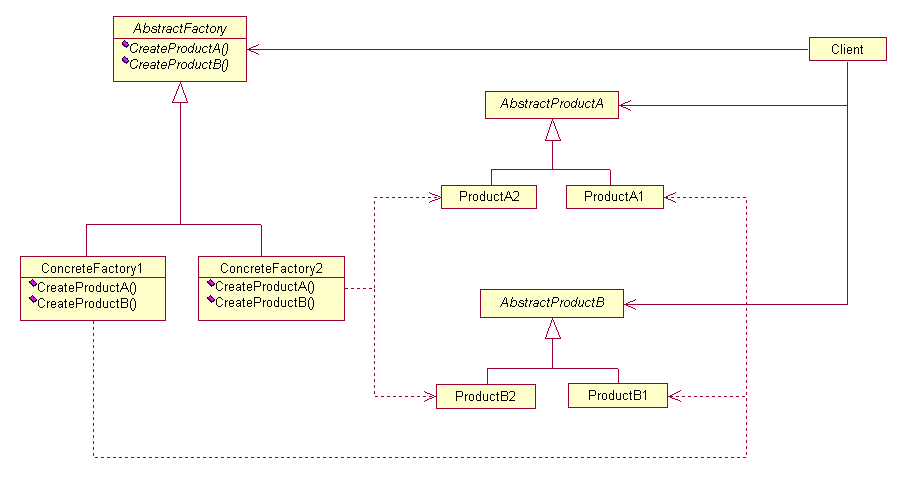 AbstractFactory
CreateProductA()
CreateProductB()
Client
AbstractProductA
ProductA2
ProductA1
ConcreteFactory1
CreateProductA()
CreateProductB()
ConcreteFactory2
CreateProductA()
CreateProductB()
AbstractProductB
ProductB2
ProductB1